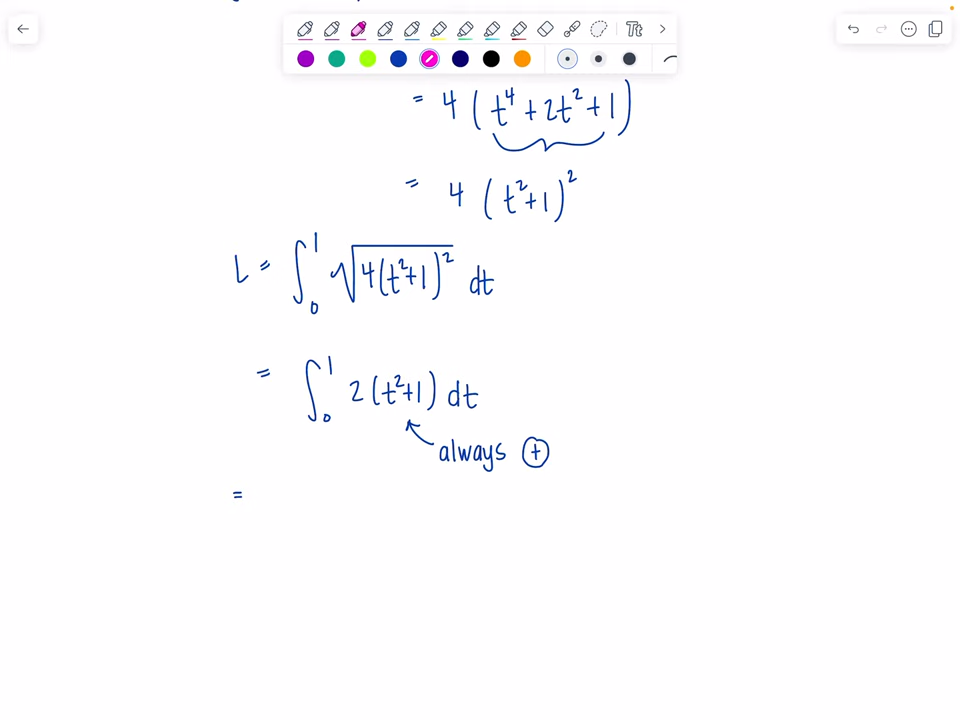 Tt
= 4 (t⁴ + 2t² + 1)
= 4 (t²+1)²
L = ∫₀¹ √4(t²+1)² dt
= ∫₀¹ 2(t²+1) dt
always +
=